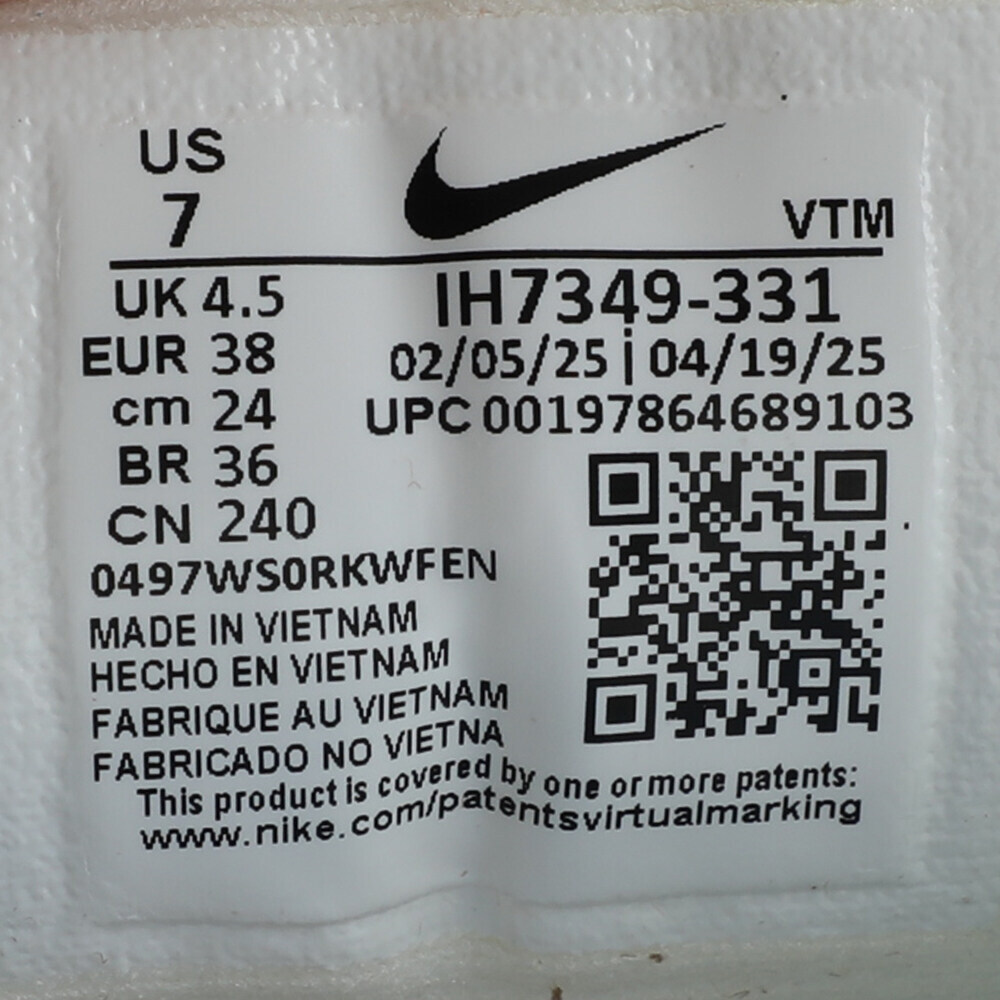 US
7
VTM
UK 4.5
EUR 38
cm 24
BR 36
CN 240
IH7349-331
02/05/25 | 04/19/25
UPC 00197864689103
0497WS0RKWFEN
MADE IN VIETNAM
HECHO EN VIETNAM
FABRIQUE AU VIETNAM
FABRICADO NO VIETNA
This product is covered by one or more patents:
www.nike.com/patentsvirtualmarking